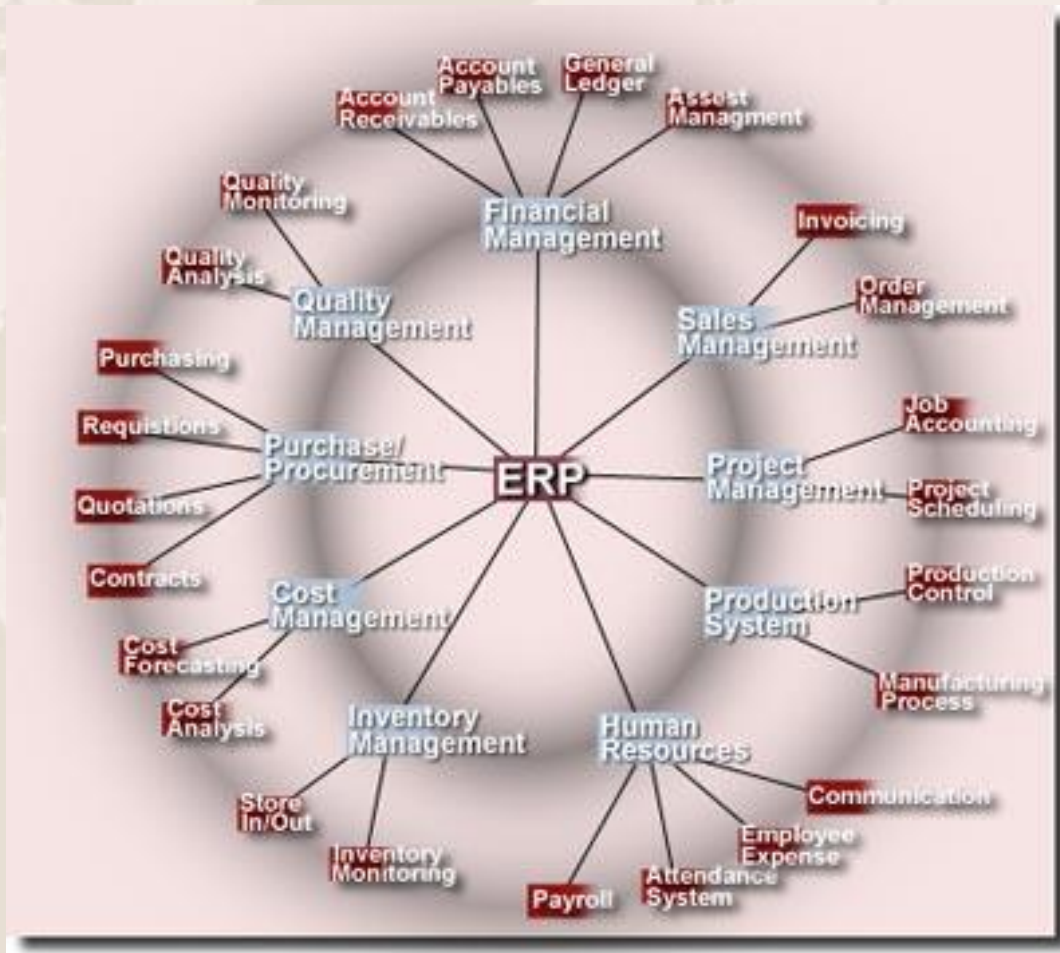 Account
Payables
General
Ledger
Account
Receivables
Assest
Managment
Quality
Monitoring
Financial
Management
Invoicing
Quality
Analysis
Order
Management
Quality
Management
Sales
Management
Purchasing
Job
Accounting
Requistions
Purchase/
Procurement
ERP
Project
Management
Project
Scheduling
Quotations
Contracts
Production
Control
Cost
Management
Production
System
Cost
Forecasting
Manufacturing
Process
Cost
Analysis
Inventory
Management
Human
Resources
Communication
Store
In/Out
Employee
Expense
Inventory
Monitoring
Attendance
System
Payroll